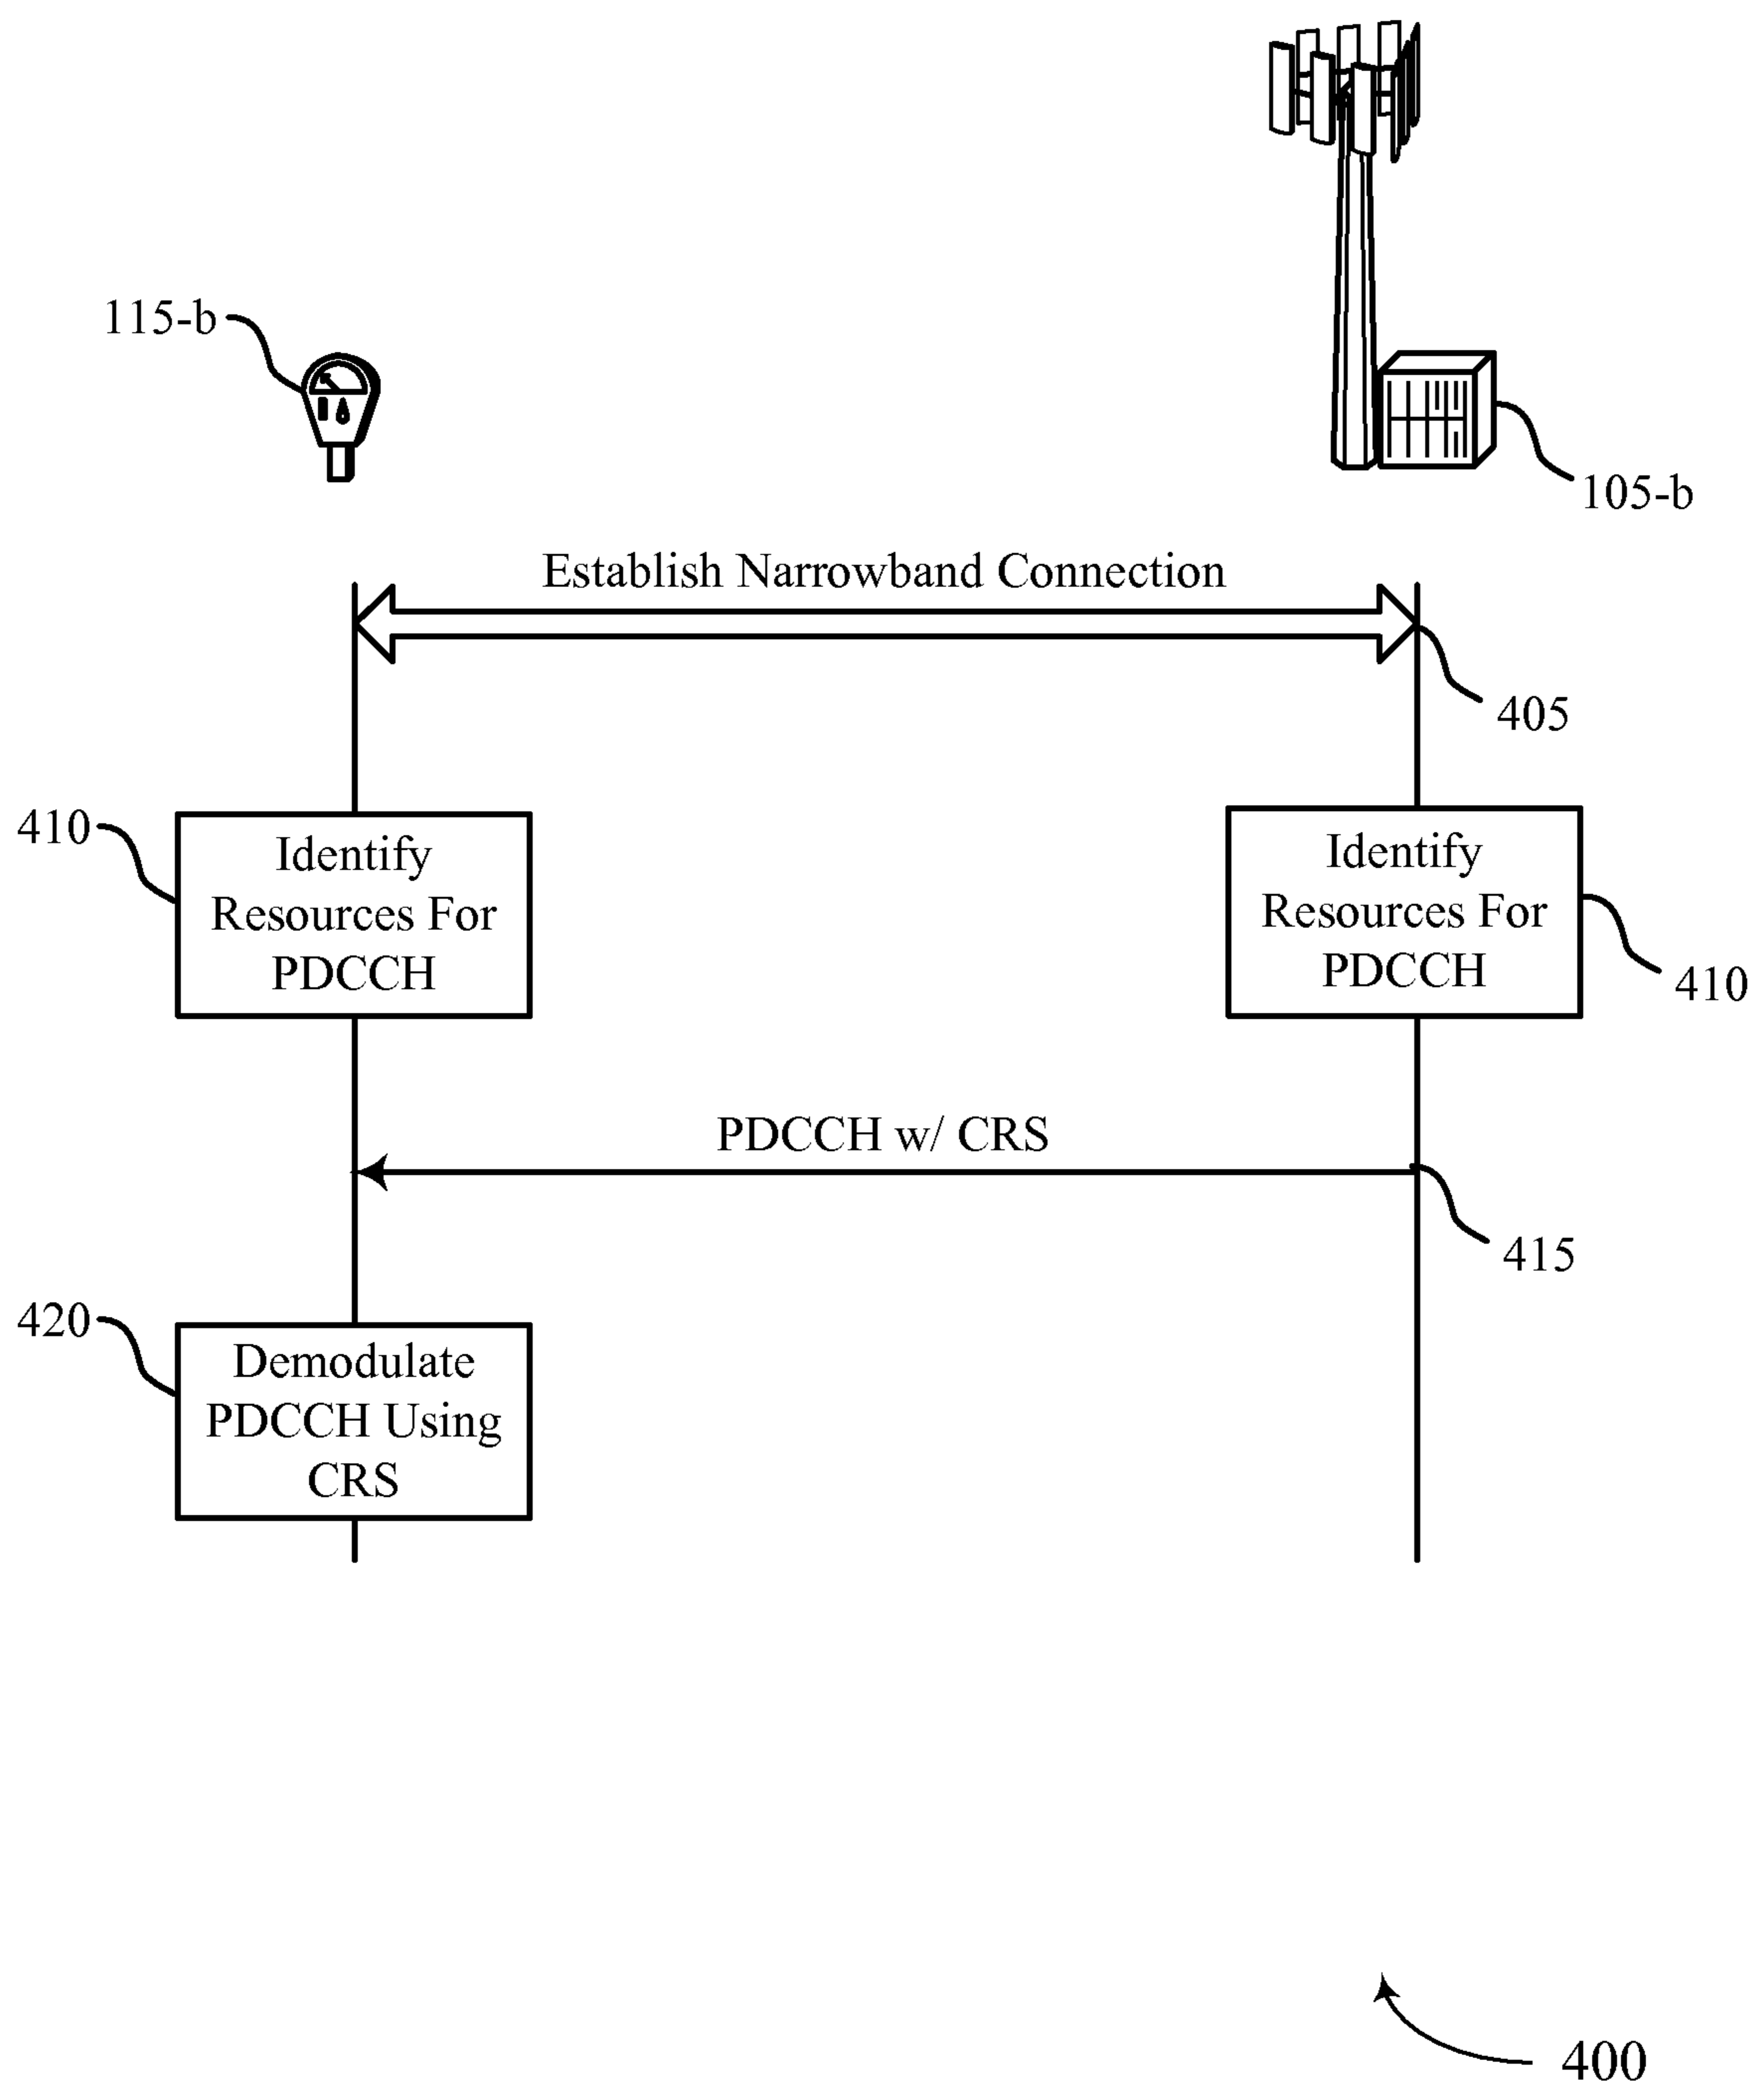 115-b
105-b
Establish Narrowband Connection
405
410
Identify
Resources For
PDCCH
Identify
Resources For
PDCCH
410
PDCCH w/ CRS
415
420
Demodulate
PDCCH Using
CRS
400